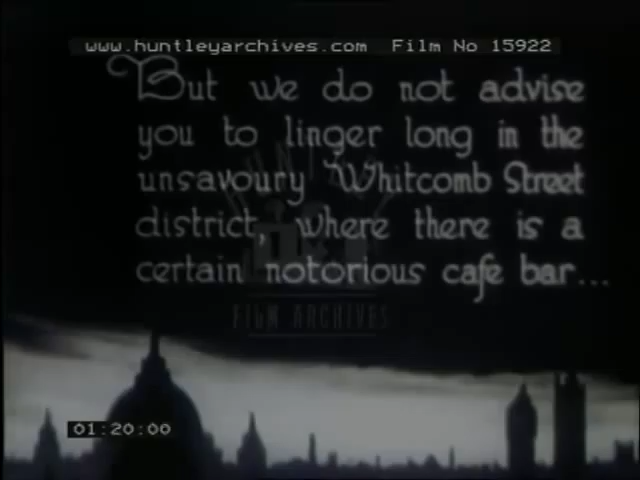 www.huntleyarchives.com Film No 15922
But we do not advise
you to linger long in the
unsavoury Whitcomb Street
district, where there is a
certain notorious cafe bar...
HUNTLEY
FILM ARCHIVES
01:20:00